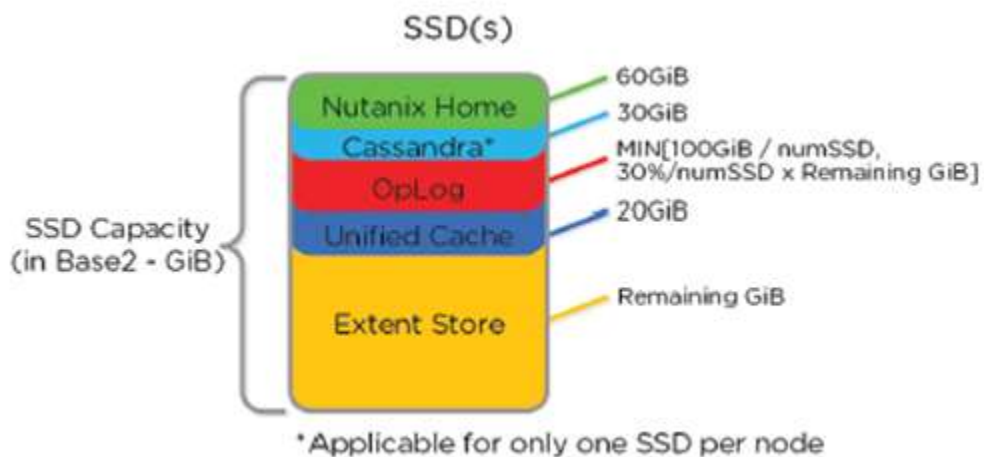 SSD(s)
Nutanix Home
60GiB
Cassandra*
30GiB
OpLog
MIN[100GiB / numSSD,
30%/numSSD x Remaining GiB]
Unified Cache
20GiB
SSD Capacity
(in Base2 - GiB)
Extent Store
Remaining GiB
*Applicable for only one SSD per node